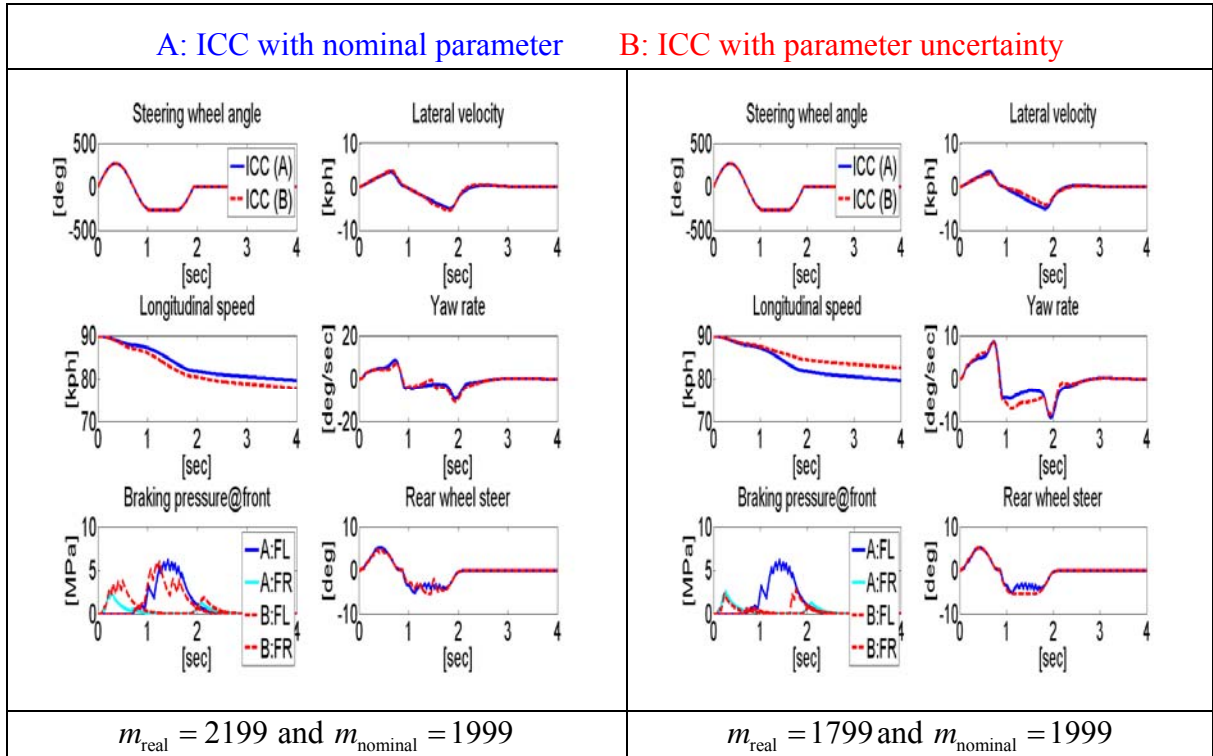 A: ICC with nominal parameter B: ICC with parameter uncertainty
Steering wheel angle
500
0
-500
[deg]
ICC (A)
ICC (B)
0 1 2 3 4
[sec]
Lateral velocity
10
0
-10
[kph]
0 1 2 3 4
[sec]
Longitudinal speed
90
80
70
[kph]
0 1 2 3 4
[sec]
Yaw rate
20
0
-20
[deg/sec]
0 1 2 3 4
[sec]
Braking pressure@front
10
5
0
[MPa]
A:FL
A:FR
B:FL
B:FR
0 1 2 3 4
[sec]
Rear wheel steer
10
0
-10
[deg]
0 1 2 3 4
[sec]
m_real = 2199 and m_nominal = 1999
Steering wheel angle
500
0
-500
[deg]
ICC (A)
ICC (B)
0 1 2 3 4
[sec]
Lateral velocity
10
0
-10
[kph]
0 1 2 3 4
[sec]
Longitudinal speed
90
80
70
[kph]
0 1 2 3 4
[sec]
Yaw rate
10
0
-10
[deg/sec]
0 1 2 3 4
[sec]
Braking pressure@front
10
5
0
[MPa]
A:FL
A:FR
B:FL
B:FR
0 1 2 3 4
[sec]
Rear wheel steer
10
0
-10
[deg]
0 1 2 3 4
[sec]
m_real = 1799 and m_nominal = 1999